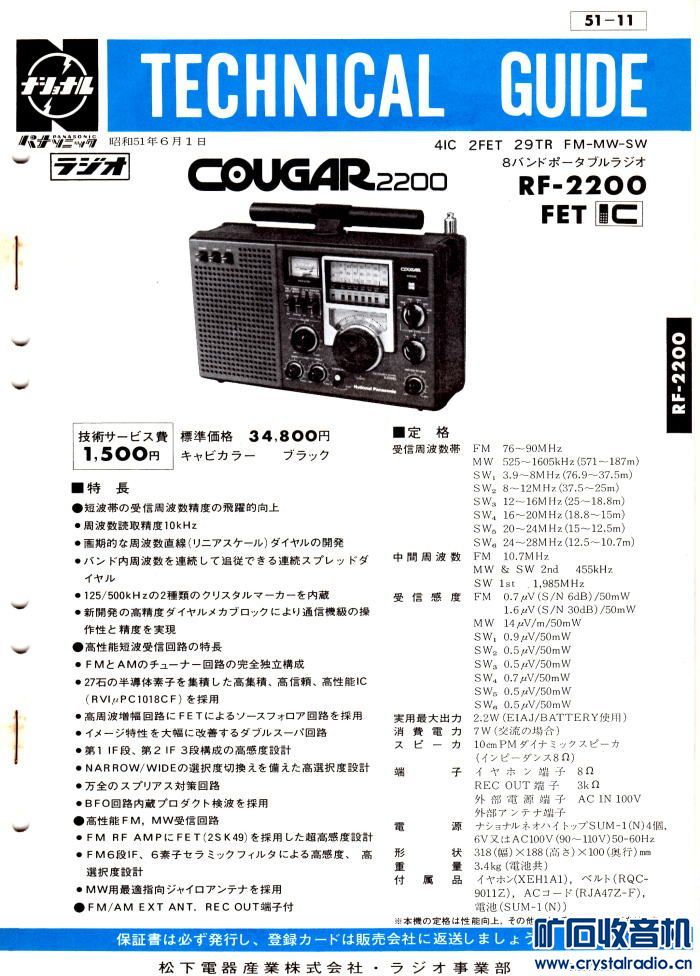 51-11
ナショナル
TECHNICAL GUIDE
PANASONIC
パナソニック
昭和51年6月1日
4IC 2FET 29TR FM-MW-SW
8バンドポータブルラジオ
ラジオ
COUGAR 2200
RF-2200
FET IC
COUGAR
National Panasonic
RF-2200
技術サービス費
1,500円
標準価格 34,800円
キャビカラー ブラック
■特長
●短波帯の受信周波数精度の飛躍的向上
●周波数読取精度10kHz
●画期的な周波数直線(リニアスケール)ダイヤルの開発
●バンド内周波数を連続して追従できる連続スプレッドダ
イヤル
●125/500kHzの2種類のクリスタルマーカーを内蔵
●新開発の高精度ダイヤルメカブロックにより通信機級の操
作性と精度を実現
●高性能短波受信回路の特長
●FMとAMのチューナー回路の完全独立構成
●27石の半導体素子を集積した高集積、高信頼、高性能IC
(RVIμPC1018CF)を採用
●高周波増幅回路にFETによるソースフォロア回路を採用
●イメージ特性を大幅に改善するダブルスーパ回路
●第1 IF段、第2 IF 3段構成の高感度設計
●NARROW/WIDEの選択度切換えを備えた高選択度設計
●万全のスプリアス対策回路
●BFO回路内蔵プロダクト検波を採用
●高性能FM, MW受信回路
●FM RF AMPにFET(2SK49)を採用した超高感度設計
●FM6段IF、6素子セラミックフィルタによる高感度、高
選択度設計
●MW用最適指向ジャイロアンテナを採用
●FM/AM EXT ANT. REC OUT端子付
■定格
受信周波数帯 FM 76~90MHz
MW 525~1605kHz(571~187m)
SW₁ 3.9~8MHz(76.9~37.5m)
SW₂ 8~12MHz(37.5~25m)
SW₃ 12~16MHz(25~18.8m)
SW₄ 16~20MHz(18.8~15m)
SW₅ 20~24MHz(15~12.5m)
SW₆ 24~28MHz(12.5~10.7m)
中間周波数 FM 10.7MHz
MW & SW 2nd 455kHz
SW 1st 1,985MHz
受信感度 FM 0.7μV(S/N 6dB)/50mW
1.6μV(S/N 30dB)/50mW
MW 14μV/m/50mW
SW₁ 0.9μV/50mW
SW₂ 0.5μV/50mW
SW₃ 0.5μV/50mW
SW₄ 0.7μV/50mW
SW₅ 0.5μV/50mW
SW₆ 0.5μV/50mW
実用最大出力 2.2W(EIAJ/BATTERY使用)
消費電力 7W(交流の場合)
スピーカ 10cmPMダイナミックスピーカ
(インピーダンス8Ω)
端子 イヤホン端子 8Ω
REC OUT端子 3kΩ
外部電源端子 AC IN 100V
外部アンテナ端子
電源 ナショナルネオハイトップSUM-1(N)4個,
6V又はAC100V(90~110V)50-60Hz
形状 318(幅)×188(高さ)×100(奥行)mm
重量 3.4kg(電池共)
付属品 イヤホン(XEH1A1), ベルト(RQC-
9011Z), ACコード(RJA47Z-F),
電池(SUM-1(N))
※本機の定格は性能向上、その他
保証書は必ず発行し、登録カードは販売会社に返送しましょう
松下電器産業株式会社・ラジオ事業部
矿石收音机
www.crystalradio.cn